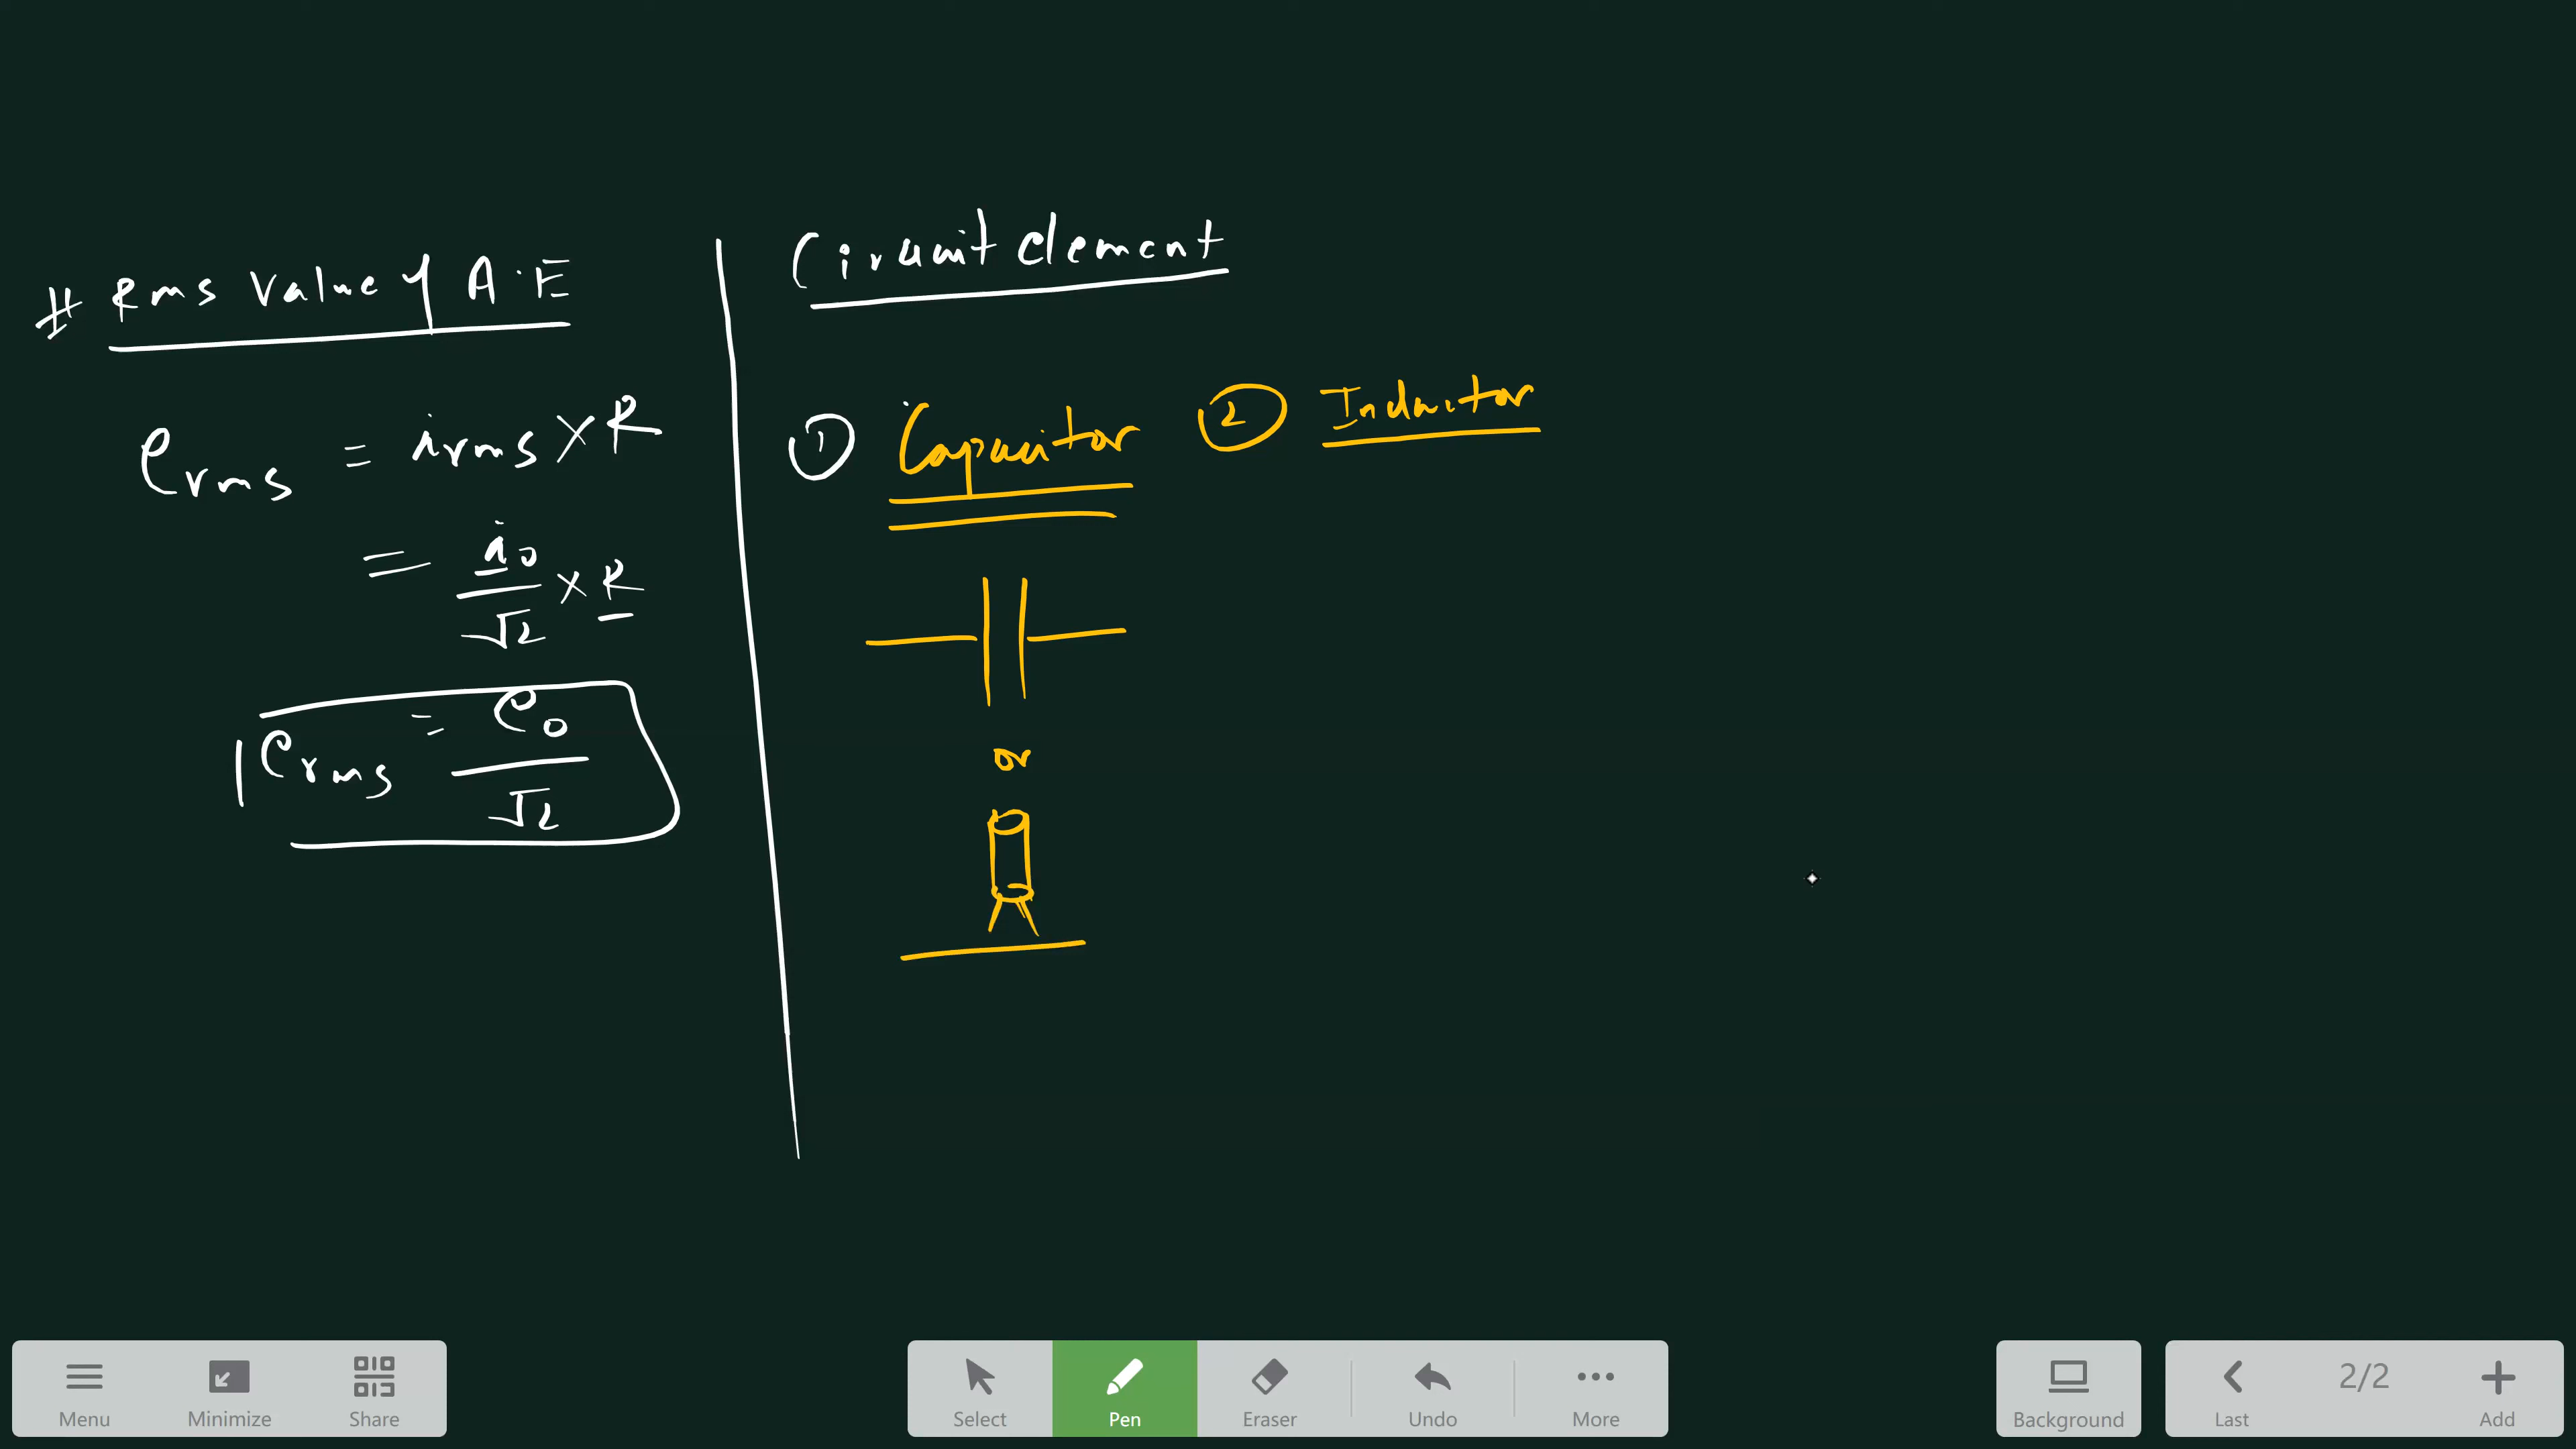 # Rms Value of A.E
erms = irms × R
= i0/√2 × R
erms = e0/√2
Circuit element
① Capacitor ② Inductor
or
Menu Minimize Share
Select Pen Eraser Undo More
Background
Last 2/2 Add